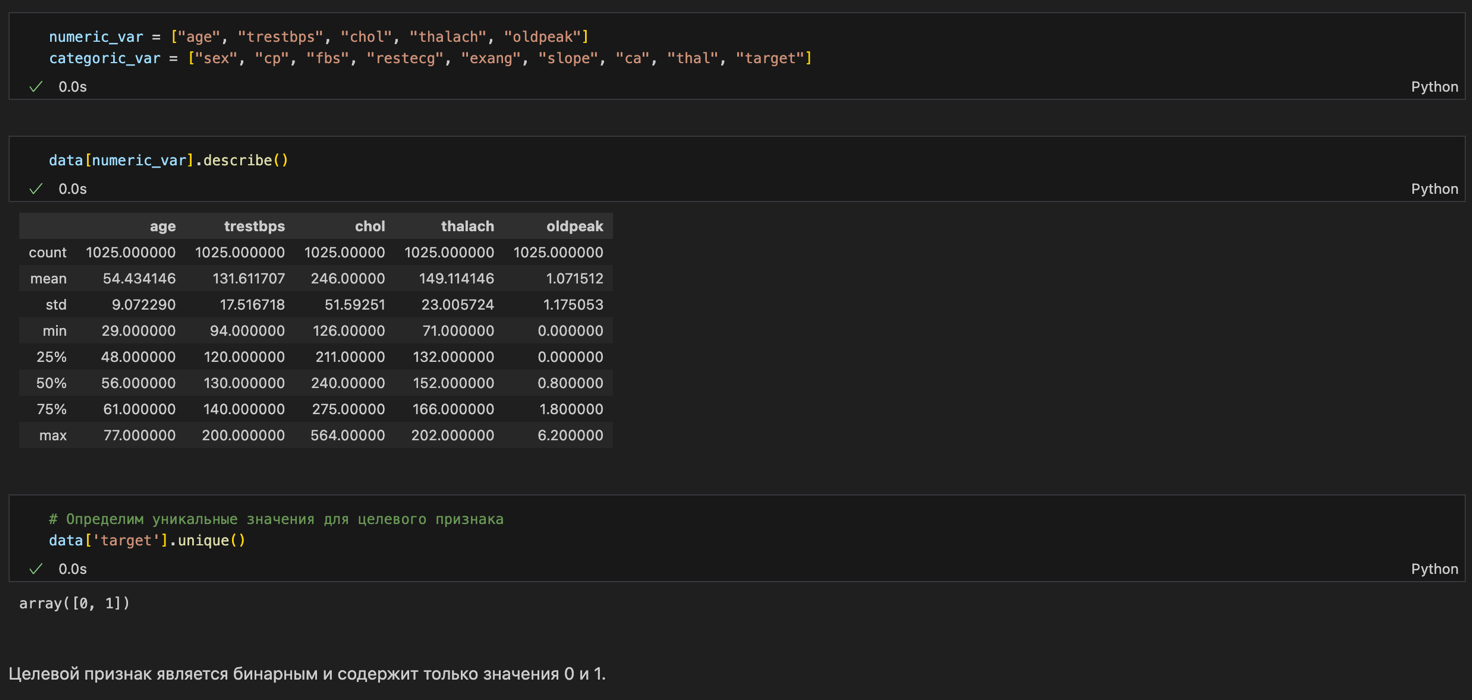 numeric_var = ["age", "trestbps", "chol", "thalach", "oldpeak"]
categoric_var = ["sex", "cp", "fbs", "restecg", "exang", "slope", "ca", "thal", "target"]
0.0s Python
data[numeric_var].describe()
0.0s Python
age trestbps chol thalach oldpeak
count 1025.000000 1025.000000 1025.00000 1025.000000 1025.000000
mean 54.434146 131.611707 246.00000 149.114146 1.071512
std 9.072290 17.516718 51.59251 23.005724 1.175053
min 29.000000 94.000000 126.00000 71.000000 0.000000
25% 48.000000 120.000000 211.00000 132.000000 0.000000
50% 56.000000 130.000000 240.00000 152.000000 0.800000
75% 61.000000 140.000000 275.00000 166.000000 1.800000
max 77.000000 200.000000 564.00000 202.000000 6.200000
# Определим уникальные значения для целевого признака
data['target'].unique()
0.0s Python
array([0, 1])
Целевой признак является бинарным и содержит только значения 0 и 1.